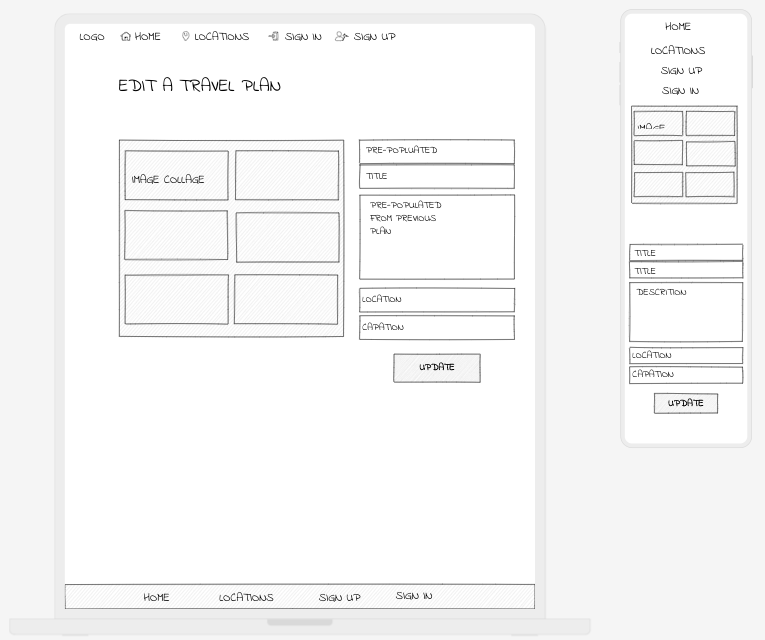 LOGO HOME LOCATIONS SIGN IN SIGN UP
EDIT A TRAVEL PLAN
IMAGE COLLAGE
PRE-POPLUATED
TITLE
PRE-POPULATED
FROM PREVIOUS
PLAN
LOCATION
CAPATION
UPDATE
HOME LOCATIONS SIGN UP SIGN IN
HOME
LOCATIONS
SIGN UP
SIGN IN
IMAGE
TITLE
TITLE
DESCRITION
LOCATION
CAPATION
UPDATE